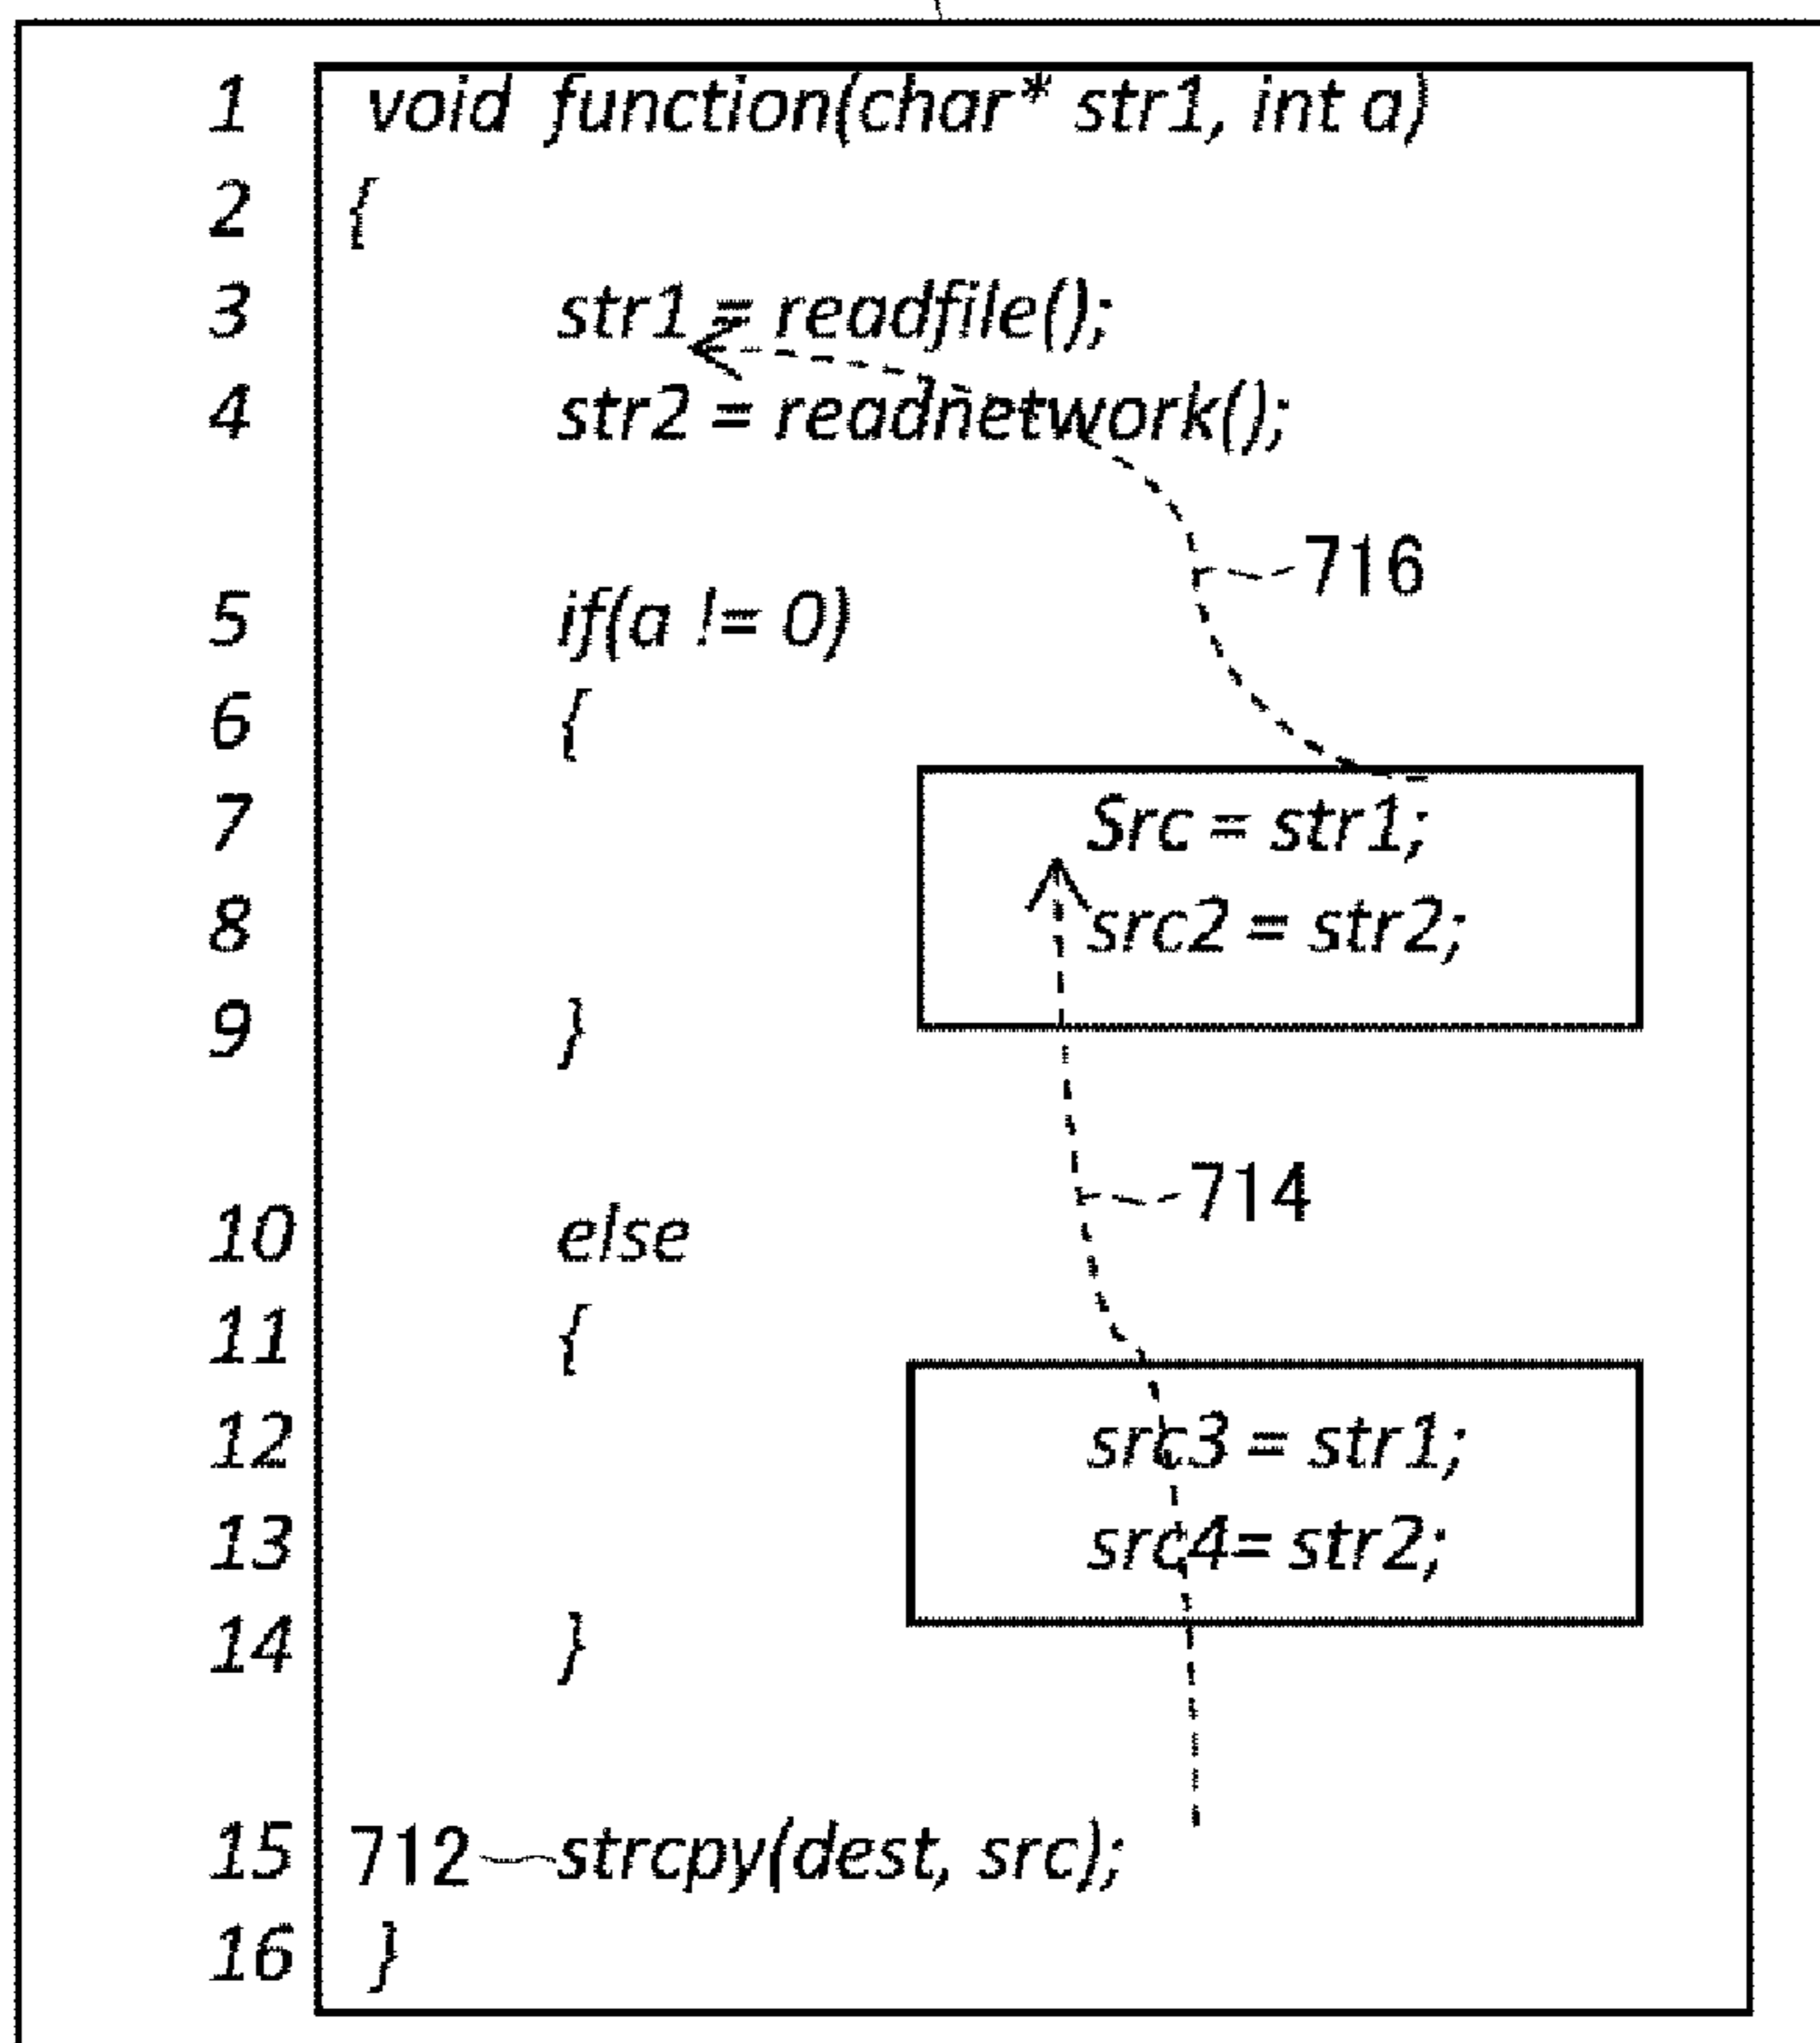 1 void function(char* str1, int a)
2 {
3 str1 = readfile();
4 str2 = readnetwork();
716
5 if(a != 0)
6 {
7 Src = str1;
8 src2 = str2;
9 }
714
10 else
11 {
12 src3 = str1;
13 src4= str2;
14 }
15 712 strcpy(dest, src);
16 }